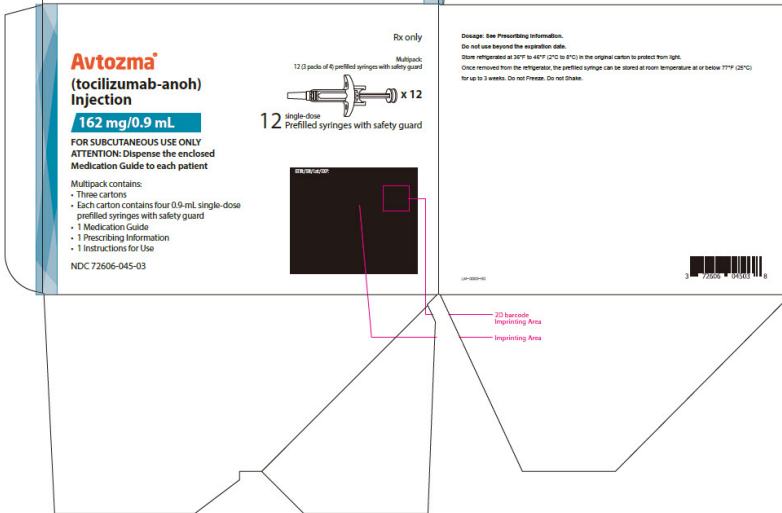 Rx only
Avtozma
(tocilizumab-anoh)
Injection
162 mg/0.9 mL
FOR SUBCUTANEOUS USE ONLY
ATTENTION: Dispense the enclosed
Medication Guide to each patient
Multipack contains:
• Three cartons
• Each carton contains four 0.9-mL single-dose
prefilled syringes with safety guard
• 1 Medication Guide
• 1 Prescribing Information
• 1 Instructions for Use
NDC 72606-045-03
Multipack:
12 (3 packs of 4) prefilled syringes with safety guard
x 12
12 single-dose
Prefilled syringes with safety guard
Dosage: See Prescribing Information.
Do not use beyond the expiration date.
Store refrigerated at 36°F to 46°F (2°C to 8°C) in the original carton to protect from light.
Once removed from the refrigerator, the prefilled syringe can be stored at room temperature at or below 77°F (25°C)
for up to 3 weeks. Do not Freeze. Do not Shake.
3 72606 04503 8
2D barcode
Imprinting Area
Imprinting Area